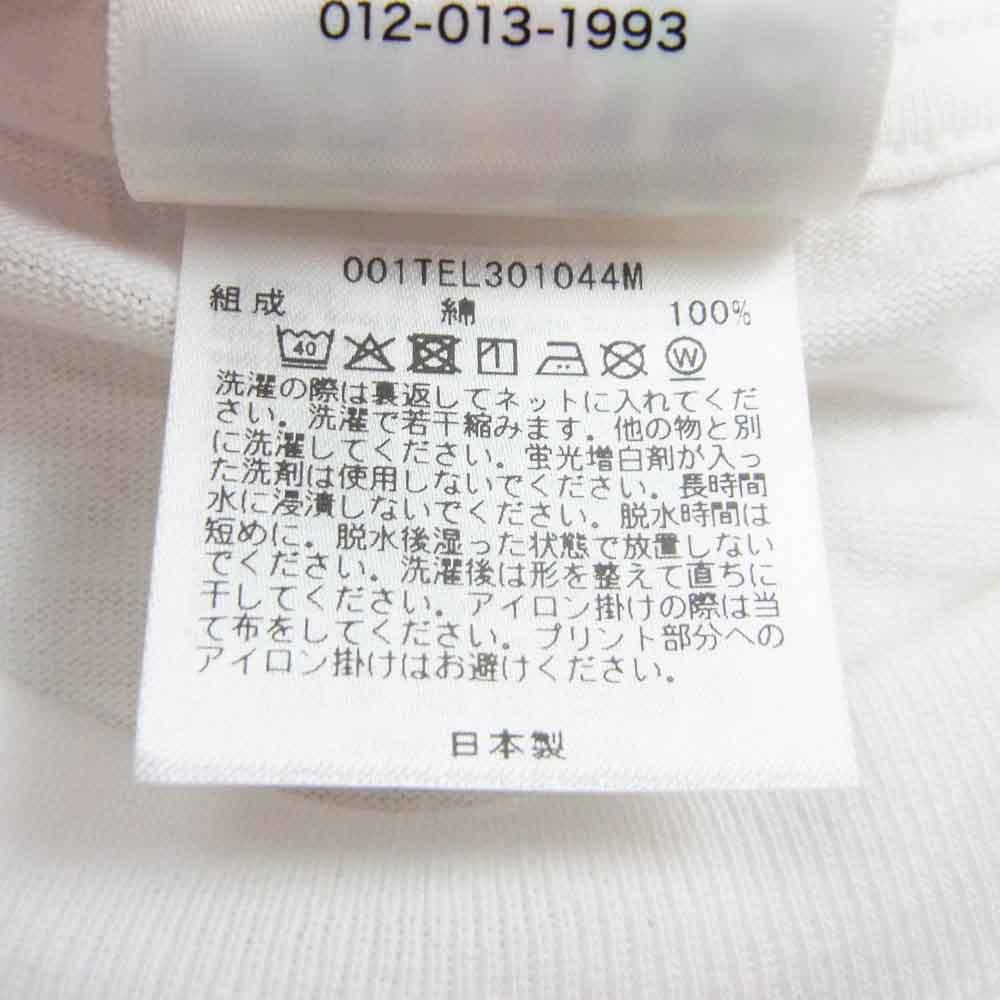 012-013-1993
001TEL301044M
組成 綿 100%
40 1 W
洗濯の際は裏返してネットに入れてくだ
さい。洗濯で若干縮みます。他の物と別
に洗濯してください。蛍光増白剤が入っ
た洗剤は使用しないでください。長時間
水に浸漬しないでください。脱水時間は
短めに。脱水後湿った状態で放置しない
でください。洗濯後は形を整えて直ちに
干してください。アイロン掛けの際は当
て布をしてください。プリント部分への
アイロン掛けはお避けください。
日本製